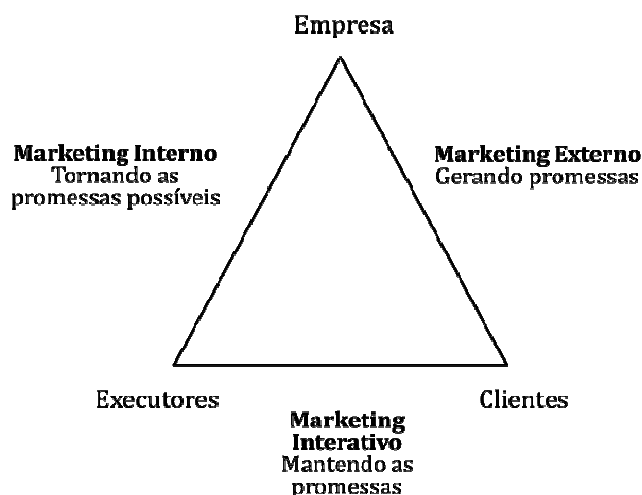 Empresa
Marketing Interno
Tornando as
promessas possíveis
Marketing Externo
Gerando promessas
Executores
Clientes
Marketing
Interativo
Mantendo as
promessas